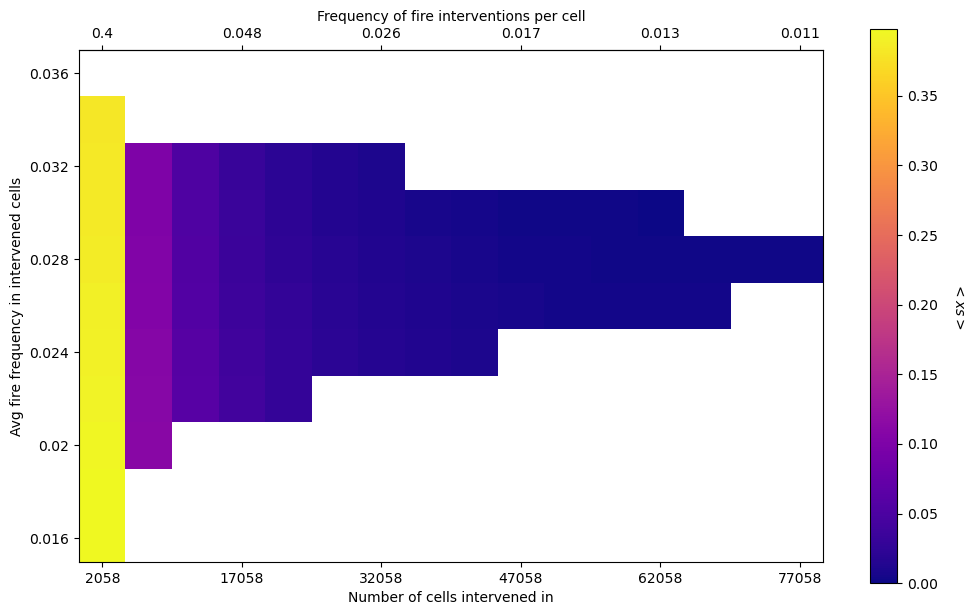 Frequency of fire interventions per cell
0.4 0.048 0.026 0.017 0.013 0.011
Avg fire frequency in intervened cells
0.036
0.032
0.028
0.024
0.02
0.016
2058 17058 32058 47058 62058 77058
Number of cells intervened in
0.35
0.30
0.25
0.20
0.15
0.10
0.05
0.00
< sx >